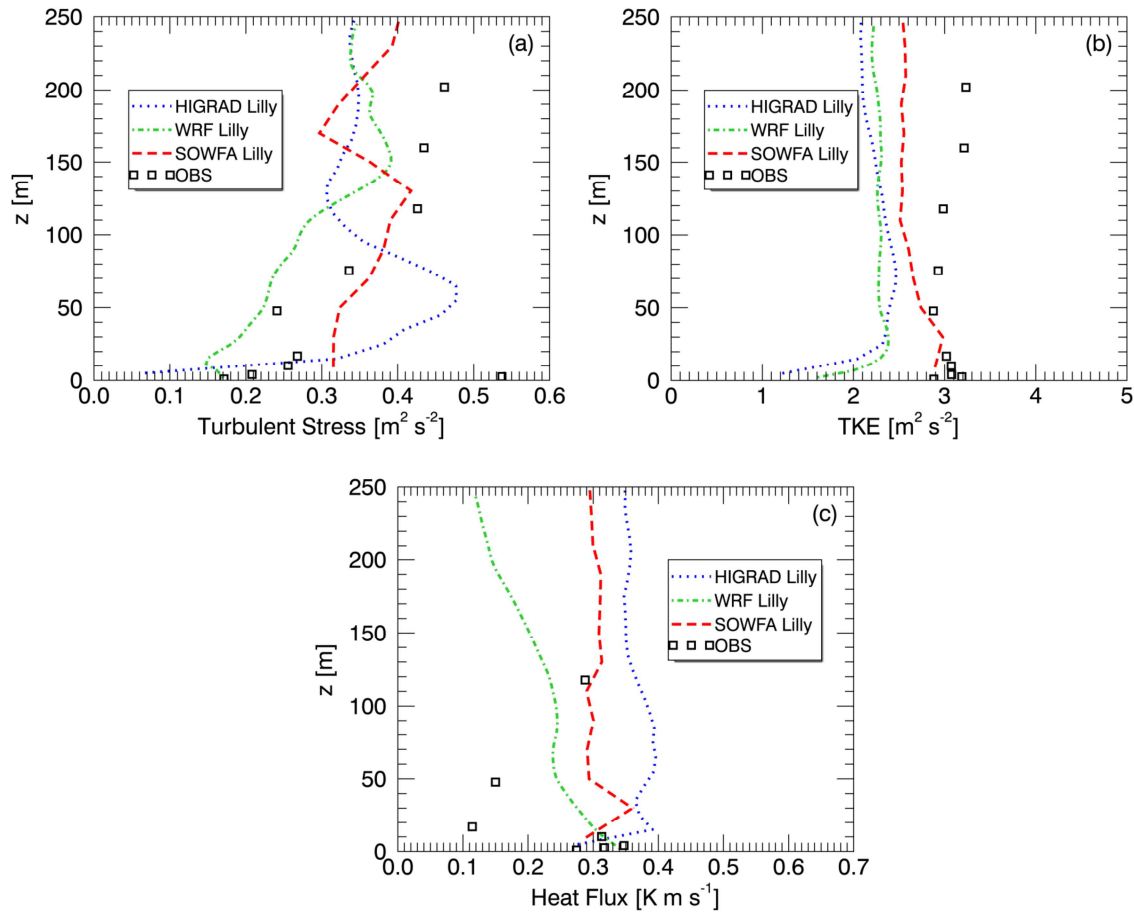 250
200
150
100
50
0
z [m]
(a)
HIGRAD Lilly
WRF Lilly
SOWFA Lilly
OBS
0.0 0.1 0.2 0.3 0.4 0.5 0.6
Turbulent Stress [m² s⁻²]
250
200
150
100
50
0
z [m]
(b)
HIGRAD Lilly
WRF Lilly
SOWFA Lilly
OBS
0 1 2 3 4 5
TKE [m² s⁻²]
250
200
150
100
50
0
z [m]
(c)
HIGRAD Lilly
WRF Lilly
SOWFA Lilly
OBS
0.0 0.1 0.2 0.3 0.4 0.5 0.6 0.7
Heat Flux [K m s⁻¹]